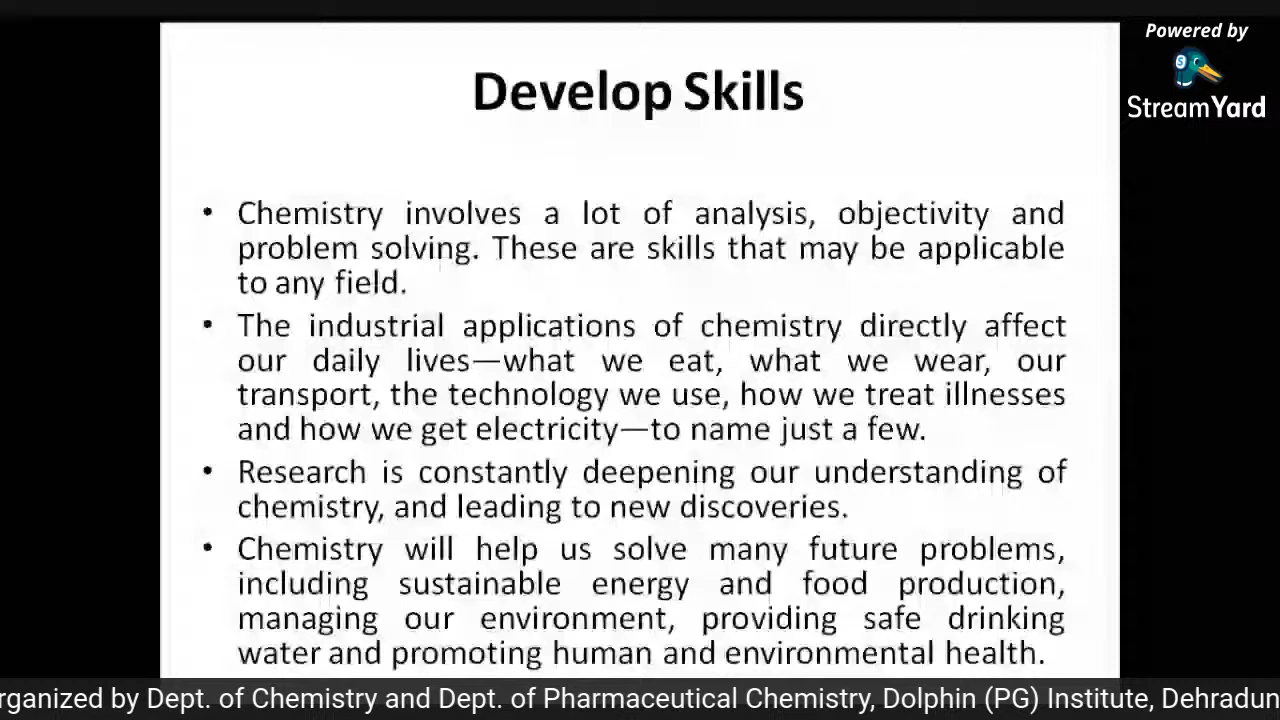 Powered by
StreamYard
Develop Skills
• Chemistry involves a lot of analysis, objectivity and
problem solving. These are skills that may be applicable
to any field.
• The industrial applications of chemistry directly affect
our daily lives—what we eat, what we wear, our
transport, the technology we use, how we treat illnesses
and how we get electricity—to name just a few.
• Research is constantly deepening our understanding of
chemistry, and leading to new discoveries.
• Chemistry will help us solve many future problems,
including sustainable energy and food production,
managing our environment, providing safe drinking
water and promoting human and environmental health.
rganized by Dept. of Chemistry and Dept. of Pharmaceutical Chemistry, Dolphin (PG) Institute, Dehradun